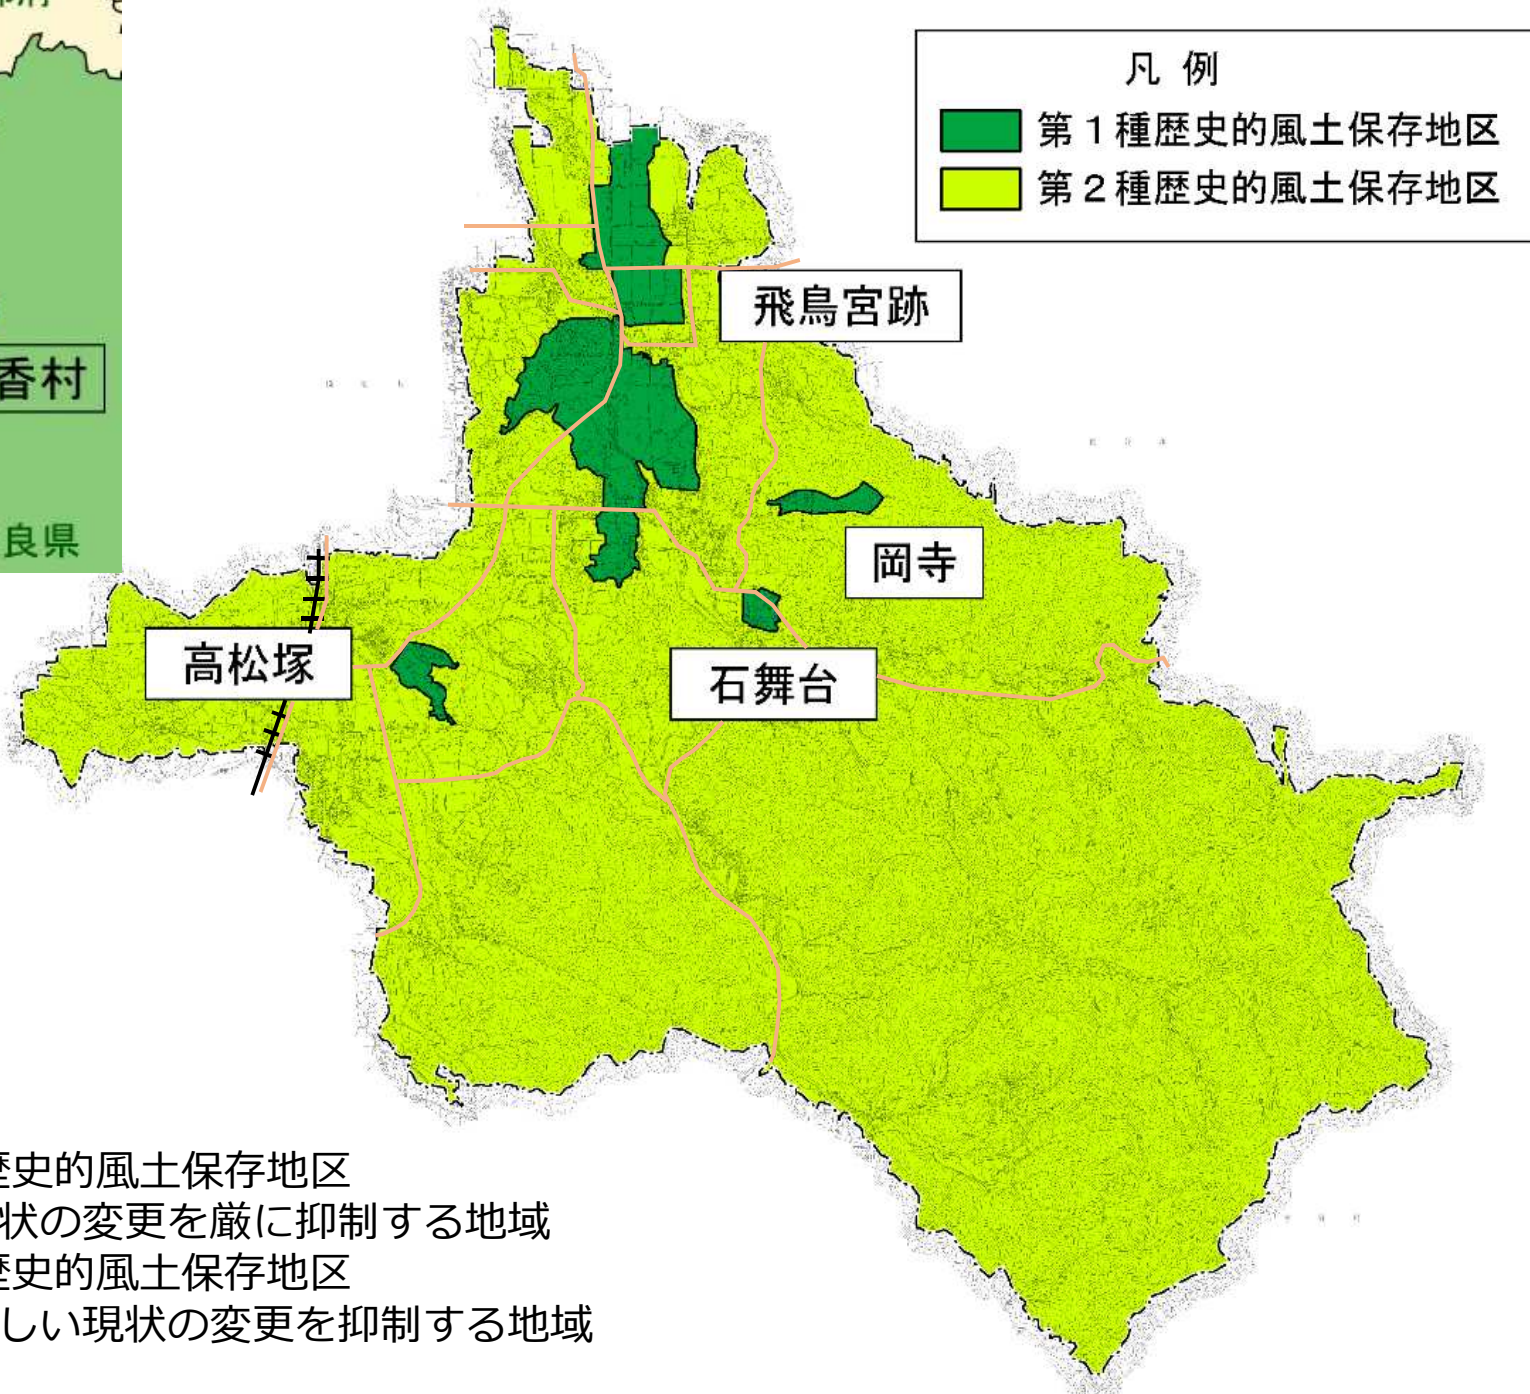 凡 例
第１種歴史的風土保存地区
第２種歴史的風土保存地区
香村
良県
飛鳥宮跡
岡寺
高松塚
石舞台
歴史的風土保存地区
状の変更を厳に抑制する地域
歴史的風土保存地区
しい現状の変更を抑制する地域